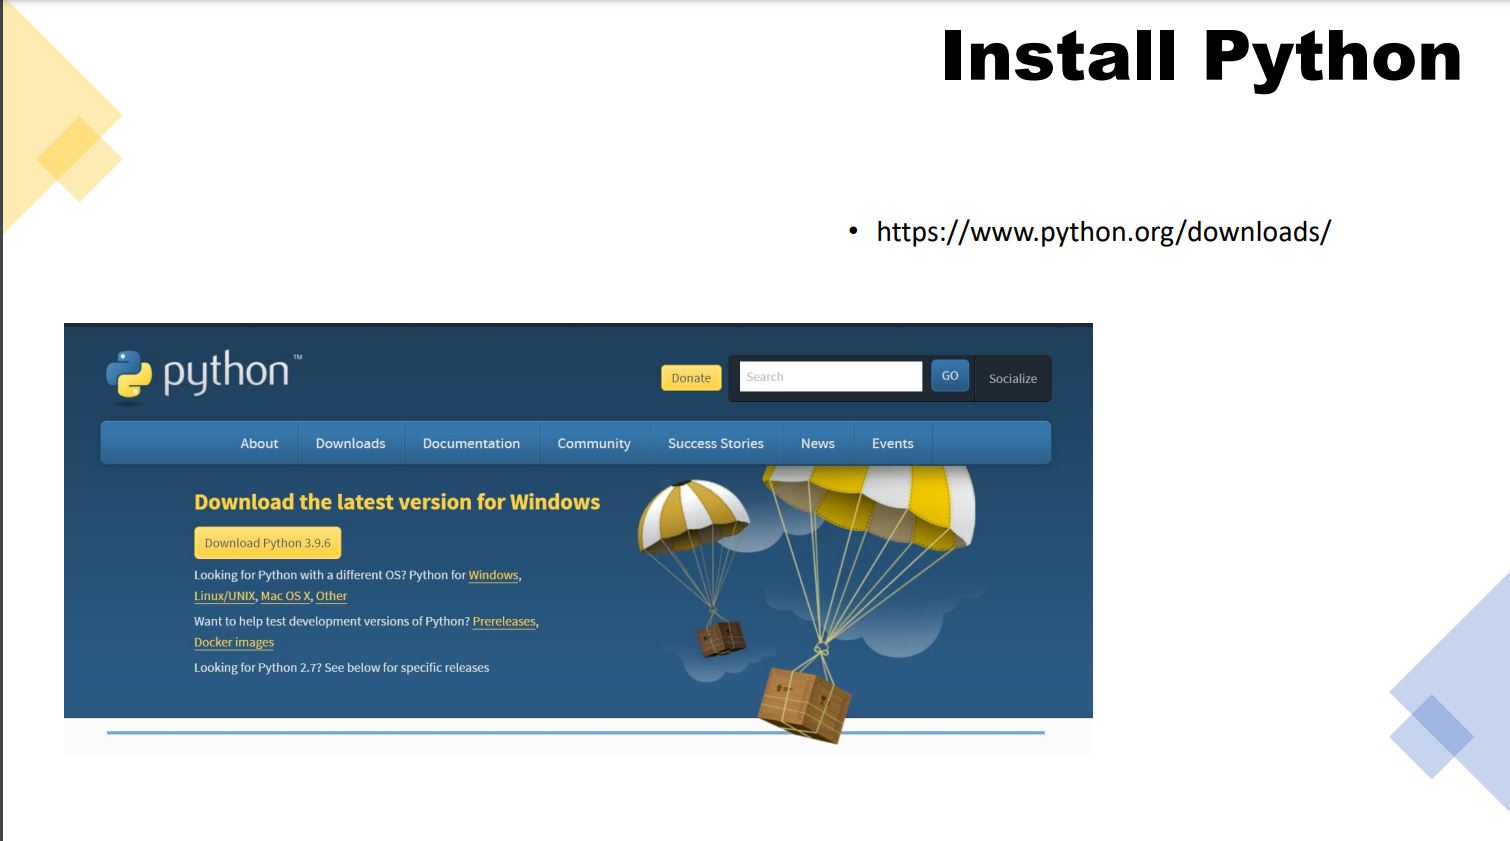 Install Python
• https://www.python.org/downloads/
python™
Donate
Search
GO
Socialize
About Downloads Documentation Community Success Stories News Events
Download the latest version for Windows
Download Python 3.9.6
Looking for Python with a different OS? Python for Windows,
Linux/UNIX, Mac OS X, Other
Want to help test development versions of Python? Prereleases,
Docker images
Looking for Python 2.7? See below for specific releases